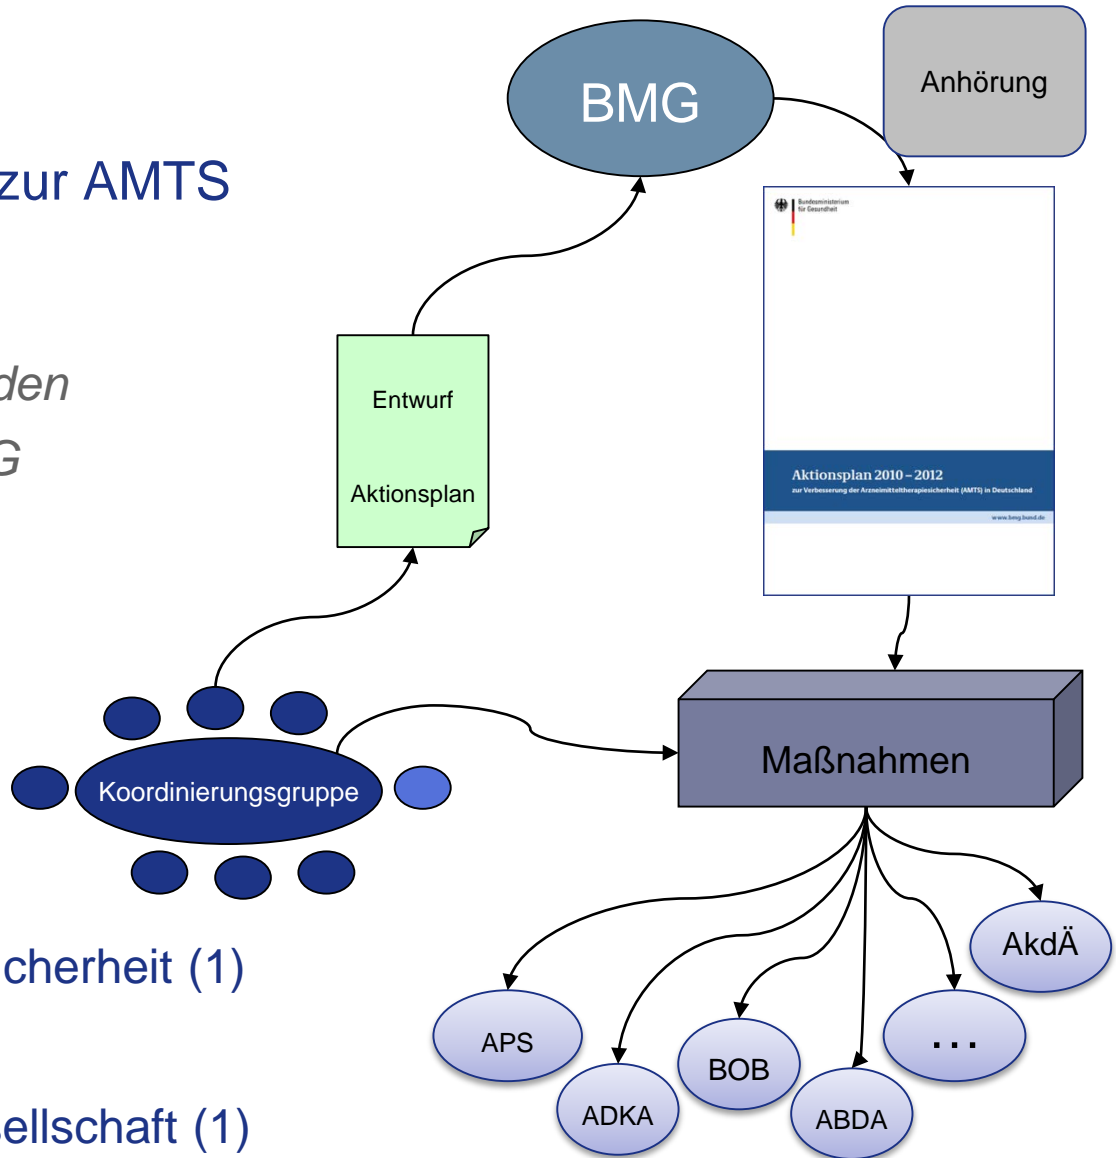 BMG
Anhörung
zur AMTS
Bundesministerium
für Gesundheit
den
G
Entwurf
Aktionsplan
Aktionsplan 2010 – 2012
zur Verbesserung der Arzneimitteltherapiesicherheit (AMTS) in Deutschland
www.bmg.bund.de
Maßnahmen
Koordinierungsgruppe
AkdÄ
cherheit (1)
APS
...
BOB
ADKA
ABDA
ellschaft (1)